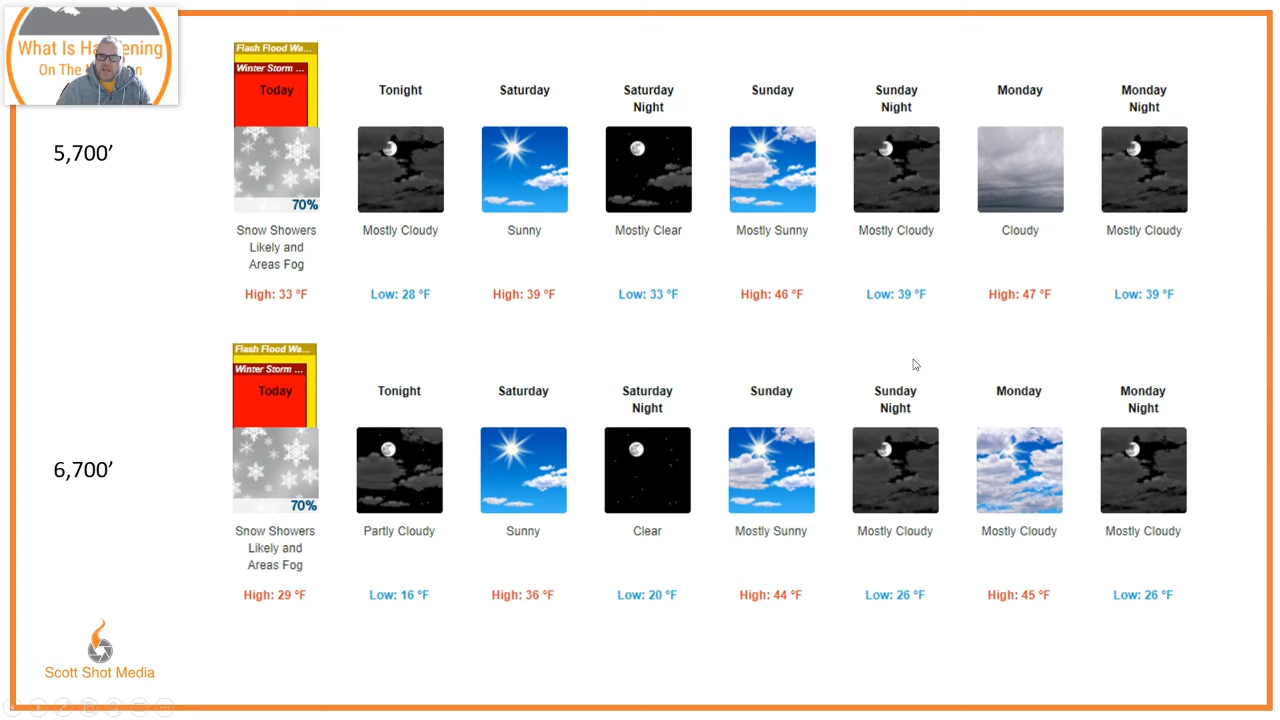 What Is Ha ening
On The M n
Flash Flood Wa...
Winter Storm ...
Today
Tonight
Saturday
Saturday
Night
Sunday
Sunday
Night
Monday
Monday
Night
5,700’
70%
Snow Showers
Likely and
Areas Fog
Mostly Cloudy
Sunny
Mostly Clear
Mostly Sunny
Mostly Cloudy
Cloudy
Mostly Cloudy
High: 33 °F
Low: 28 °F
High: 39 °F
Low: 33 °F
High: 46 °F
Low: 39 °F
High: 47 °F
Low: 39 °F
Flash Flood Wa...
Winter Storm ...
Today
Tonight
Saturday
Saturday
Night
Sunday
Sunday
Night
Monday
Monday
Night
6,700’
70%
Snow Showers
Likely and
Areas Fog
Partly Cloudy
Sunny
Clear
Mostly Sunny
Mostly Cloudy
Mostly Cloudy
Mostly Cloudy
High: 29 °F
Low: 16 °F
High: 36 °F
Low: 20 °F
High: 44 °F
Low: 26 °F
High: 45 °F
Low: 26 °F
Scott Shot Media